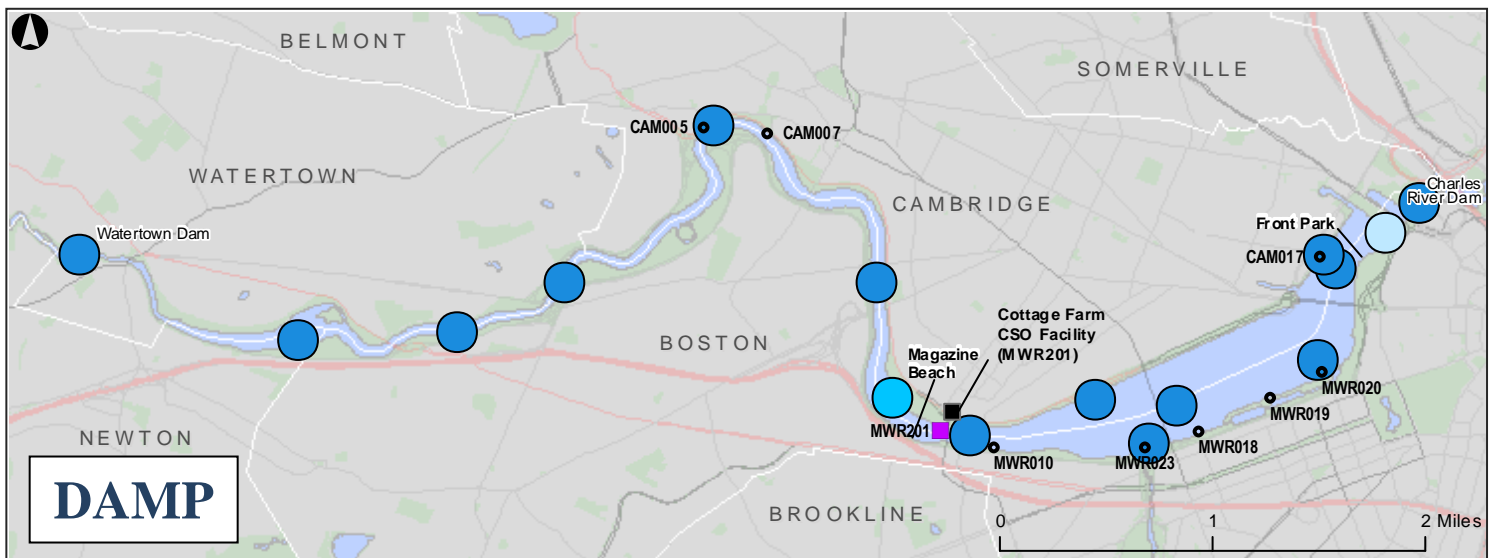 BELMONT
SOMERVILLE
CAM005
CAM007
WATERTOWN
CAMBRIDGE
Charles
River Dam
Watertown Dam
Front Park
CAM017
Cottage Farm
CSO Facility
(MWR201)
BOSTON
Magazine
Beach
MWR020
MWR019
MWR201
MWR018
NEWTON
MWR010
MWR023
DAMP
BROOKLINE
0
1
2 Miles